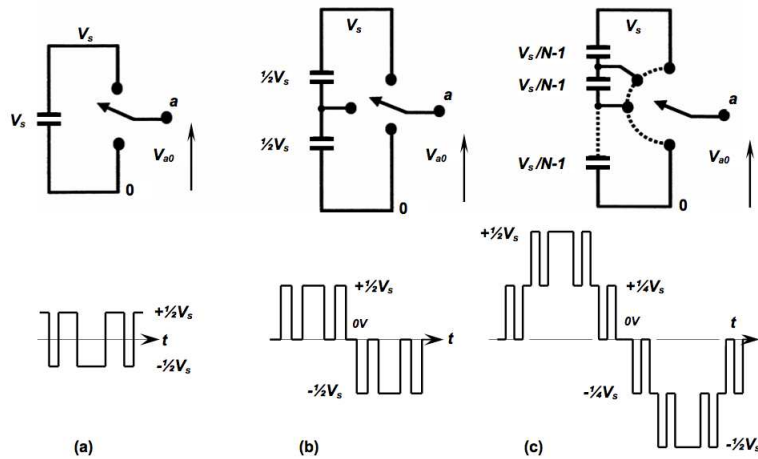 Vs
Vs
a
Va0
0
Vs
½Vs
½Vs
a
Va0
0
Vs
Vs/N-1
Vs/N-1
Vs/N-1
a
Va0
0
+½Vs
t
-½Vs
(a)
+½Vs
0V
t
-½Vs
(b)
+½Vs
+¼Vs
0V
t
-¼Vs
-½Vs
(c)